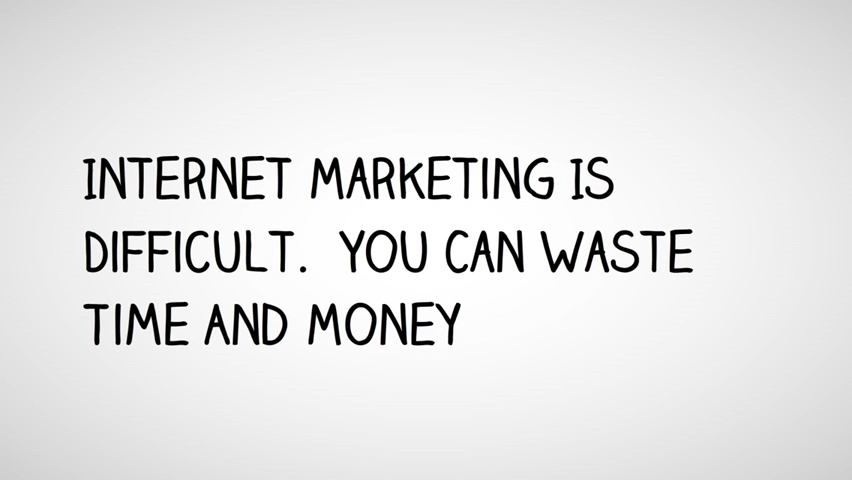 INTERNET MARKETING IS
DIFFICULT.  YOU CAN WASTE
TIME AND MONEY